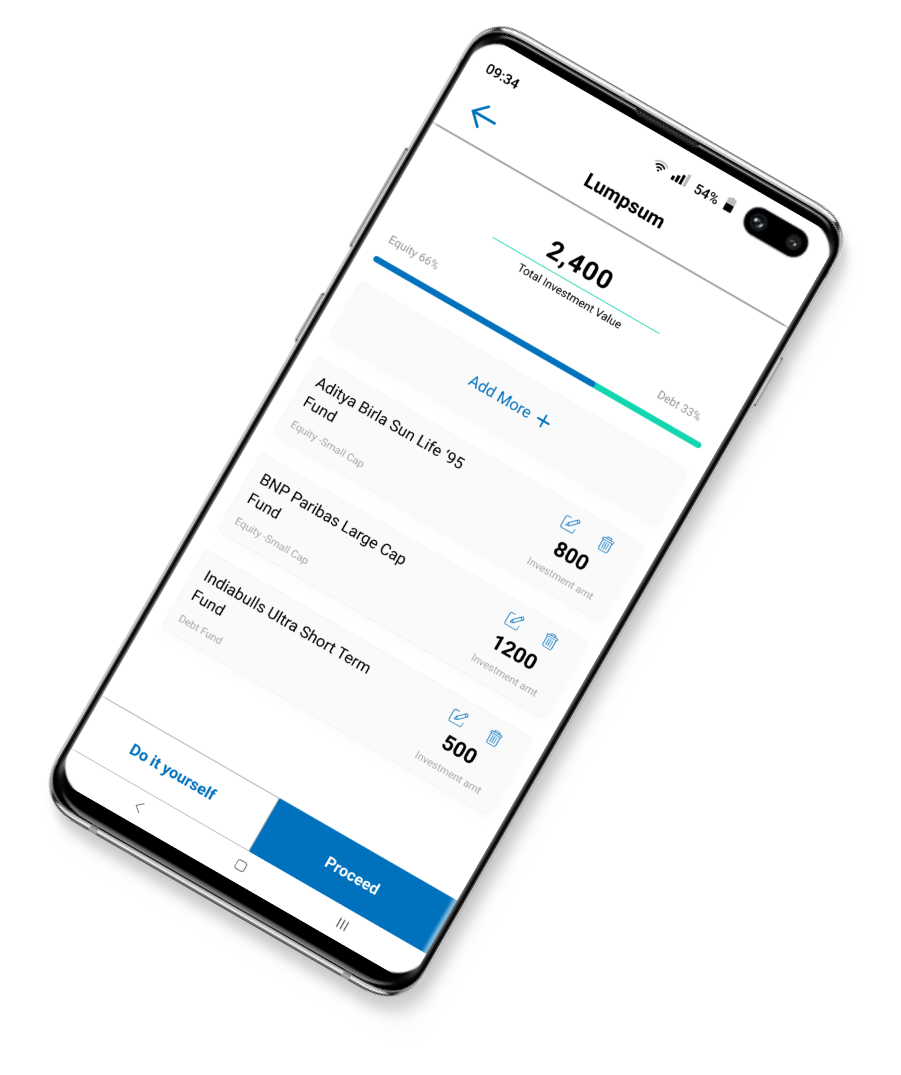 09:34
54%
Lumpsum
2,400
Total Investment Value
Equity 66%
Debt 33%
Add More +
Aditya Birla Sun Life '95
Fund
Equity -Small Cap
800
Investment amt
BNP Paribas Large Cap
Fund
Equity -Small Cap
1200
Investment amt
Indiabulls Ultra Short Term
Fund
Debt Fund
500
Investment amt
Do it yourself
Proceed